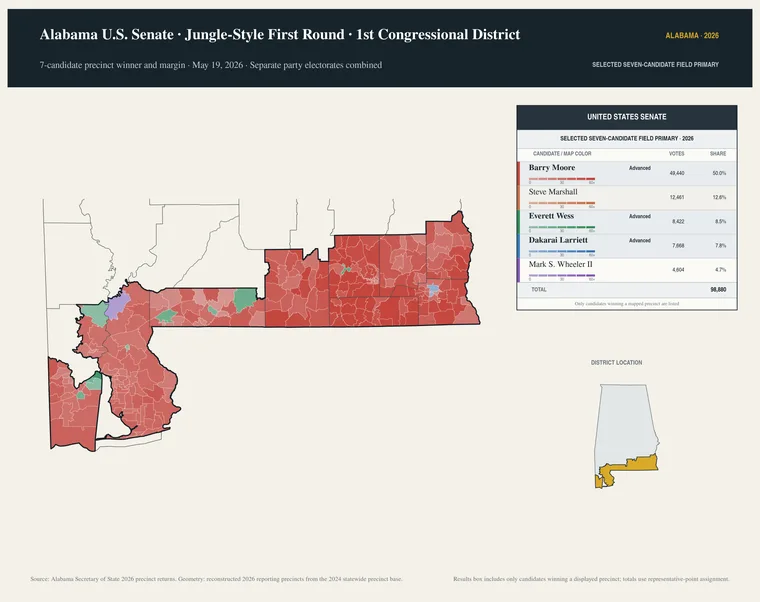 Alabama U.S. Senate · Jungle-Style First Round · 1st Congressional District
ALABAMA · 2026
7-candidate precinct winner and margin · May 19, 2026 · Separate party electorates combined
SELECTED SEVEN-CANDIDATE FIELD PRIMARY
UNITED STATES SENATE
SELECTED SEVEN-CANDIDATE FIELD PRIMARY · 2026
CANDIDATE / MAP COLOR VOTES SHARE
Barry Moore Advanced 49,440 50.0%
Steve Marshall 12,461 12.6%
Everett Wess Advanced 8,422 8.5%
Dakarai Larriett Advanced 7,668 7.8%
Mark S. Wheeler II 4,604 4.7%
TOTAL 98,880
Only candidates winning a mapped precinct are listed
DISTRICT LOCATION
Source: Alabama Secretary of State 2026 precinct returns. Geometry: reconstructed 2026 reporting precincts from the 2024 statewide precinct base.
Results box includes only candidates winning a displayed precinct; totals use representative-point assignment.